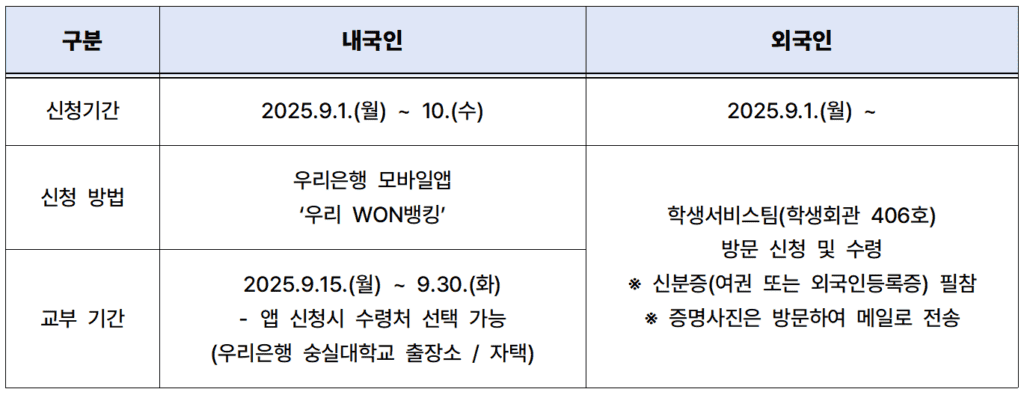 구분 내국인 외국인
신청기간 2025.9.1.(월) ~ 10.(수) 2025.9.1.(월) ~
신청 방법
우리은행 모바일앱
‘우리 WON뱅킹’
학생서비스팀(학생회관 406호)
방문 신청 및 수령
※ 신분증(여권 또는 외국인등록증) 필참
※ 증명사진은 방문하여 메일로 전송
교부 기간
2025.9.15.(월) ~ 9.30.(화)
- 앱 신청시 수령처 선택 가능
(우리은행 숭실대학교 출장소 / 자택)